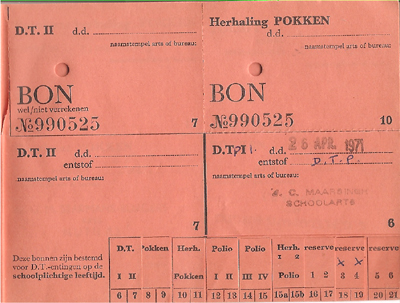 D.T. II d.d.
naamstempel arts of bureau:
BON
wel/niet verrekenen
№990525
7
Herhaling POKKEN
d.d.
naamstempel arts of bureau:
BON
№990525
10
D.T. II d.d.
entstof
naamstempel arts of bureau:
7
D.T.P I d.d. 26 APR. 1971
entstof D.T.P.
naamstempel arts of bureau:
C. MAARSINGH
SCHOOLARTS
6
Deze bonnen zijn bestemd
voor D.T.-entingen op de
schoolplichtige leeftijd.
D.T. Pokken Herh. Polio Polio Herh. reserve reserve reserve
I II Pokken I II III IV Polio 1 2 3 4 5 6
6 7 8 9 10 11 12 13 14 15 15a 15b 16 17 18 19 20 21